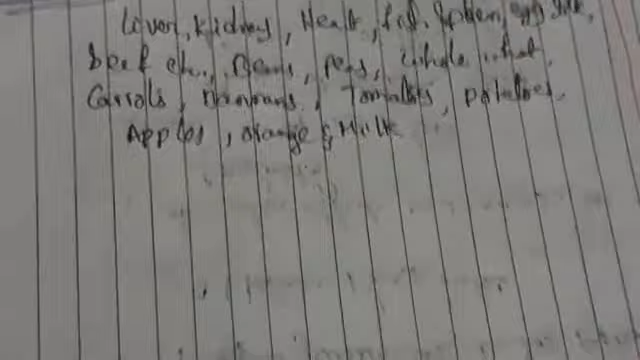 Liver, kidney, Heart, fish, Spleen, egg yolk,
beef etc., Beans, peas, whole wheat,
Carrots, Bananas, Tomatoes, potatoes,
Apples, orange & Milk